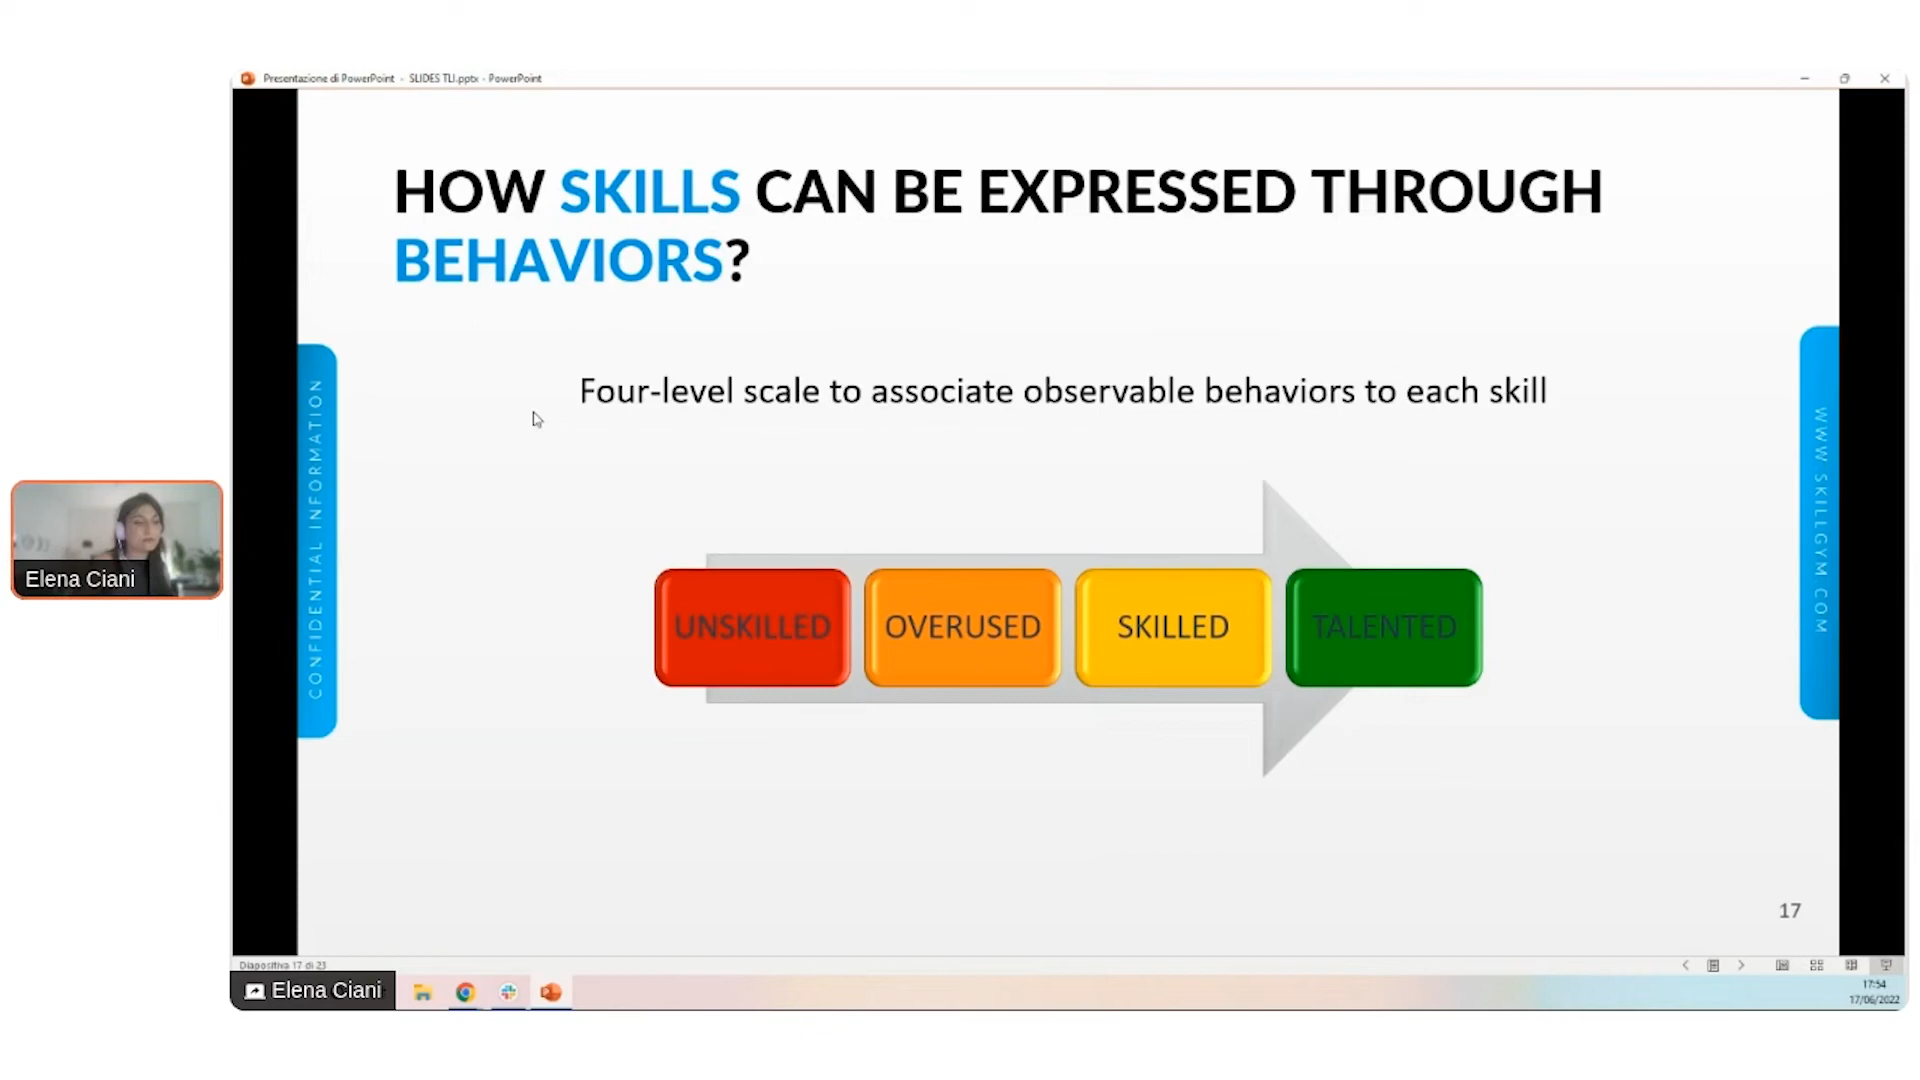 Presentazione di PowerPoint - SLIDES TLI.pptx - PowerPoint
HOW SKILLS CAN BE EXPRESSED THROUGH
BEHAVIORS?
Four-level scale to associate observable behaviors to each skill
CONFIDENTIAL INFORMATION
WWW.SKILLGYM.COM
Elena Ciani
UNSKILLED
OVERUSED
SKILLED
TALENTED
17
Diapositiva 17 di 23
Elena Ciani
17:54
17/06/2022